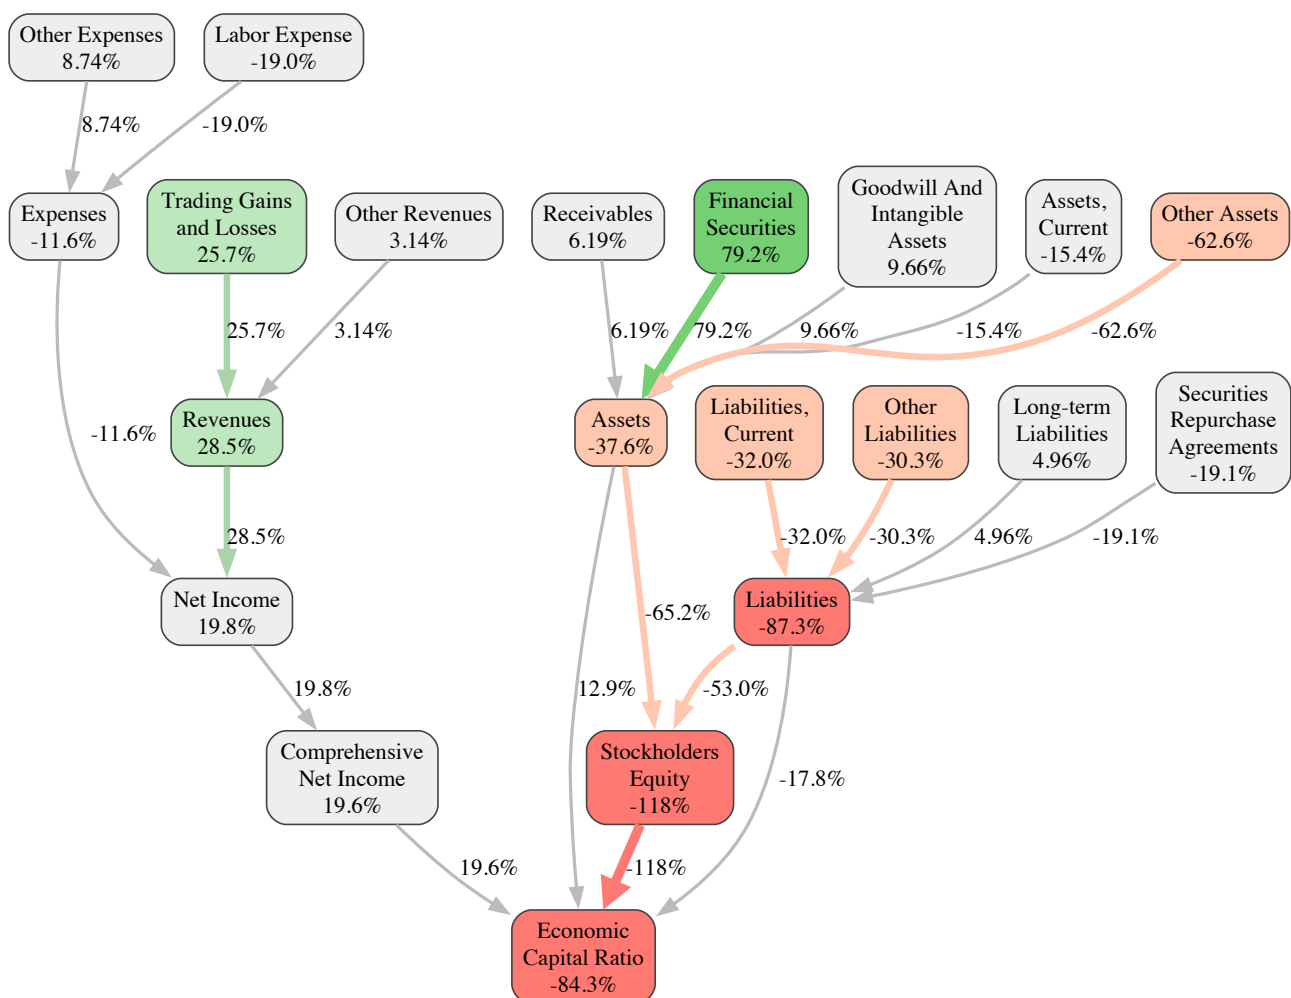 Other Expenses
8.74%
Labor Expense
-19.0%
8.74%
-19.0%
Expenses
-11.6%
Trading Gains
and Losses
25.7%
Other Revenues
3.14%
Receivables
6.19%
Financial
Securities
79.2%
Goodwill And
Intangible
Assets
9.66%
Assets,
Current
-15.4%
Other Assets
-62.6%
25.7%
3.14%
6.19%
79.2%
9.66%
-15.4%
-62.6%
-11.6%
Revenues
28.5%
Assets
-37.6%
Liabilities,
Current
-32.0%
Other
Liabilities
-30.3%
Long-term
Liabilities
4.96%
Securities
Repurchase
Agreements
-19.1%
28.5%
-32.0%
-30.3%
4.96%
-19.1%
Net Income
19.8%
-65.2%
Liabilities
-87.3%
19.8%
12.9%
-53.0%
Comprehensive
Net Income
19.6%
Stockholders
Equity
-118%
-17.8%
19.6%
-118%
Economic
Capital Ratio
-84.3%